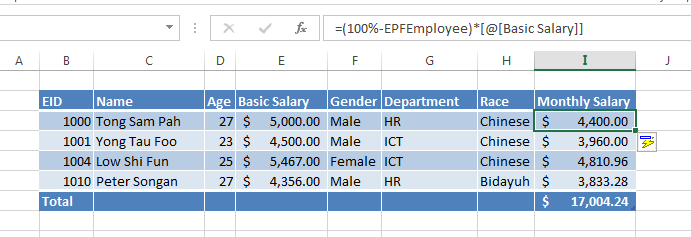 fx =(100%-EPFEmployee)*[@[Basic Salary]]
A B C D E F G H I J
EID Name Age Basic Salary Gender Department Race Monthly Salary
1000 Tong Sam Pah 27 $ 5,000.00 Male HR Chinese $ 4,400.00
1001 Yong Tau Foo 23 $ 4,500.00 Male ICT Chinese $ 3,960.00
1004 Low Shi Fun 25 $ 5,467.00 Female ICT Chinese $ 4,810.96
1010 Peter Songan 27 $ 4,356.00 Male HR Bidayuh $ 3,833.28
Total $ 17,004.24